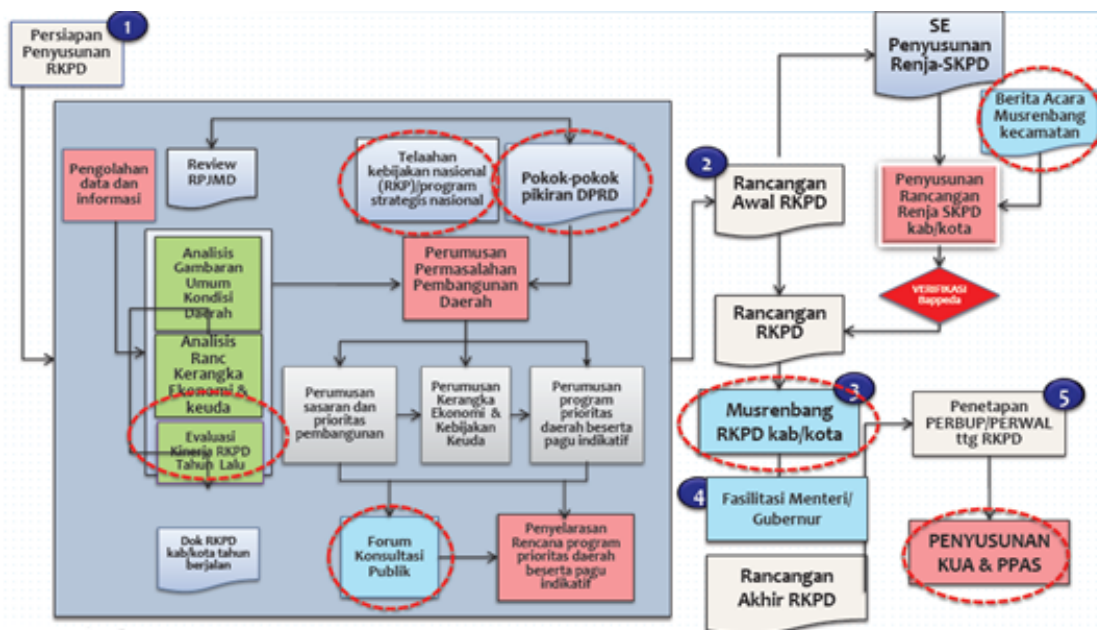 Persiapan
Penyusunan
RKPD
1
Pengolahan
data dan
informasi
Review
RPJMD
Telaahan
kebijakan nasional
(RKP)/program
strategis nasional
Pokok-pokok
pikiran DPRD
Analisis
Gambaran
Umum
Kondisi
Daerah
Analisis
Ranc
Kerangka
Ekonomi &
keuda
Evaluasi
Kinerja RKPD
Tahun Lalu
Dok RKPD
kab/kota tahun
berjalan
Perumusan
Permasalahan
Pembangunan
Daerah
Perumusan
sasaran dan
prioritas
pembangunan
Perumusan
Kerangka
Ekonomi &
Kebijakan
Keuda
Perumusan
program
prioritas
daerah beserta
pagu indikatif
Forum
Konsultasi
Publik
Penyelarasan
Rencana program
prioritas daerah
beserta pagu
indikatif
2
Rancangan
Awal RKPD
SE
Penyusunan
Renja-SKPD
Berita Acara
Musrenbang
kecamatan
Penyusunan
Rancangan
Renja SKPD
kab/kota
VERIFIKASI
Bappeda
Rancangan
RKPD
3
Musrenbang
RKPD kab/kota
4
Fasilitasi Menteri/
Gubernur
Rancangan
Akhir RKPD
5
Penetapan
PERBUP/PERWAL
ttg RKPD
PENYUSUNAN
KUA & PPAS